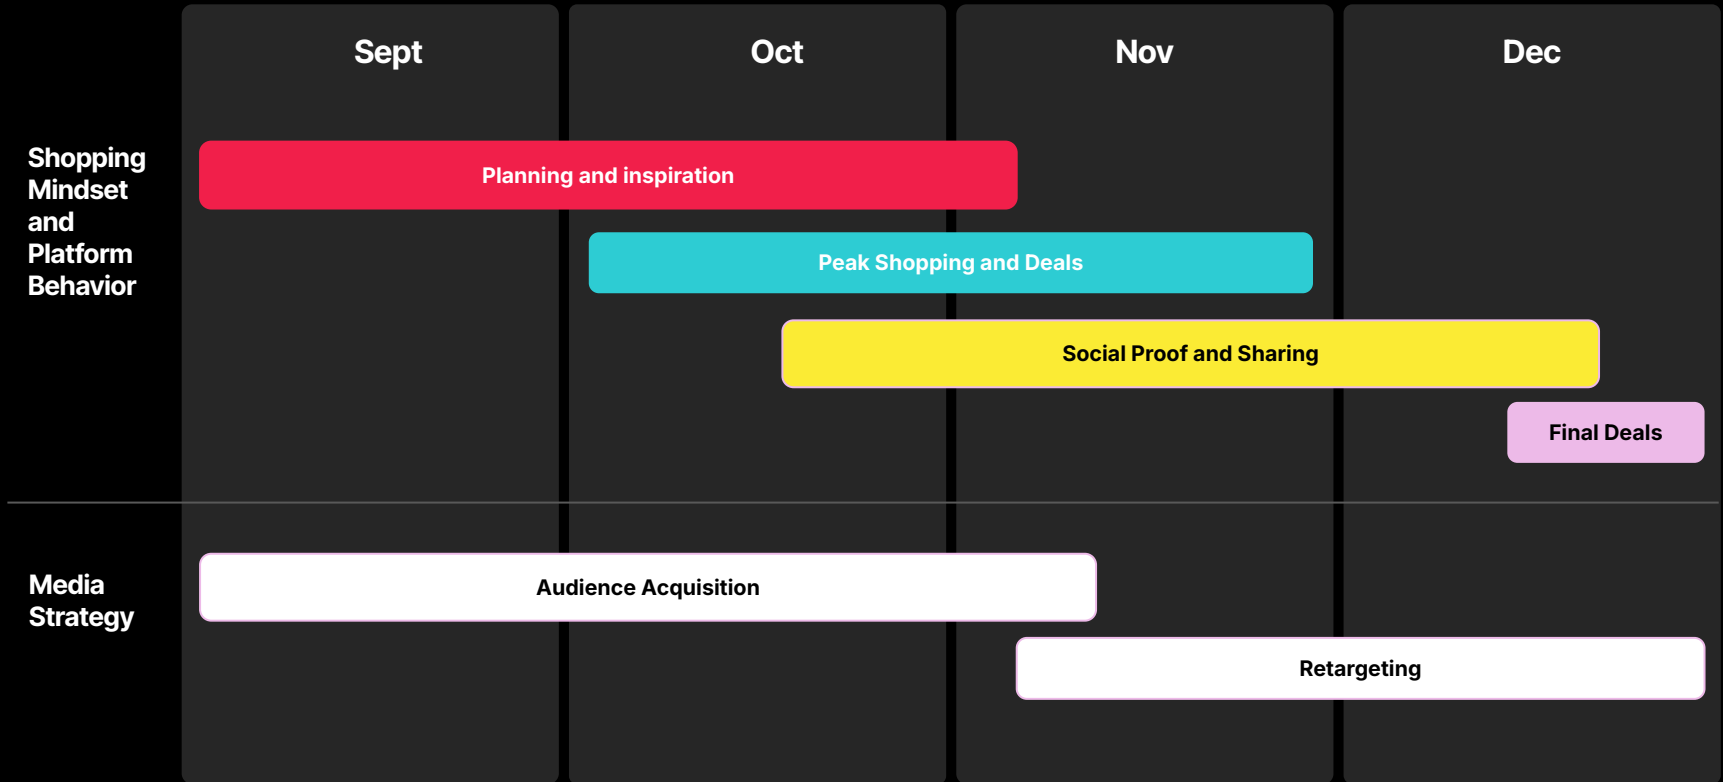 Sept
Oct
Nov
Dec
Shopping
Mindset
and
Platform
Behavior
Planning and inspiration
Peak Shopping and Deals
Social Proof and Sharing
Final Deals
Media
Strategy
Audience Acquisition
Retargeting